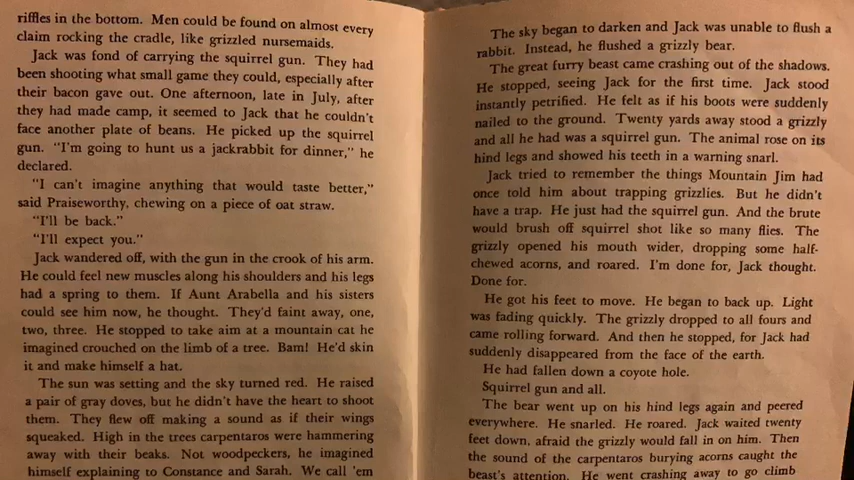 riffles in the bottom. Men could be found on almost every
claim rocking the cradle, like grizzled nursemaids.
Jack was fond of carrying the squirrel gun. They had
been shooting what small game they could, especially after
their bacon gave out. One afternoon, late in July, after
they had made camp, it seemed to Jack that he couldn't
face another plate of beans. He picked up the squirrel
gun. "I'm going to hunt us a jackrabbit for dinner," he
declared.
"I can't imagine anything that would taste better,"
said Praiseworthy, chewing on a piece of oat straw.
"I'll be back."
"I'll expect you."
Jack wandered off, with the gun in the crook of his arm.
He could feel new muscles along his shoulders and his legs
had a spring to them. If Aunt Arabella and his sisters
could see him now, he thought. They'd faint away, one,
two, three. He stopped to take aim at a mountain cat he
imagined crouched on the limb of a tree. Bam! He'd skin
it and make himself a hat.
The sun was setting and the sky turned red. He raised
a pair of gray doves, but he didn't have the heart to shoot
them. They flew off making a sound as if their wings
squeaked. High in the trees carpentaros were hammering
away with their beaks. Not woodpeckers, he imagined
himself explaining to Constance and Sarah. We call 'em
The sky began to darken and Jack was unable to flush a
rabbit. Instead, he flushed a grizzly bear.
The great furry beast came crashing out of the shadows.
He stopped, seeing Jack for the first time. Jack stood
instantly petrified. He felt as if his boots were suddenly
nailed to the ground. Twenty yards away stood a grizzly
and all he had was a squirrel gun. The animal rose on its
hind legs and showed his teeth in a warning snarl.
Jack tried to remember the things Mountain Jim had
once told him about trapping grizzlies. But he didn't
have a trap. He just had the squirrel gun. And the brute
would brush off squirrel shot like so many flies. The
grizzly opened his mouth wider, dropping some half-
chewed acorns, and roared. I'm done for, Jack thought.
Done for.
He got his feet to move. He began to back up. Light
was fading quickly. The grizzly dropped to all fours and
came rolling forward. And then he stopped, for Jack had
suddenly disappeared from the face of the earth.
He had fallen down a coyote hole.
Squirrel gun and all.
The bear went up on his hind legs again and peered
everywhere. He snarled. He roared. Jack waited twenty
feet down, afraid the grizzly would fall in on him. Then
the sound of the carpentaros burying acorns caught the
beast's attention. He went crashing away to go climb